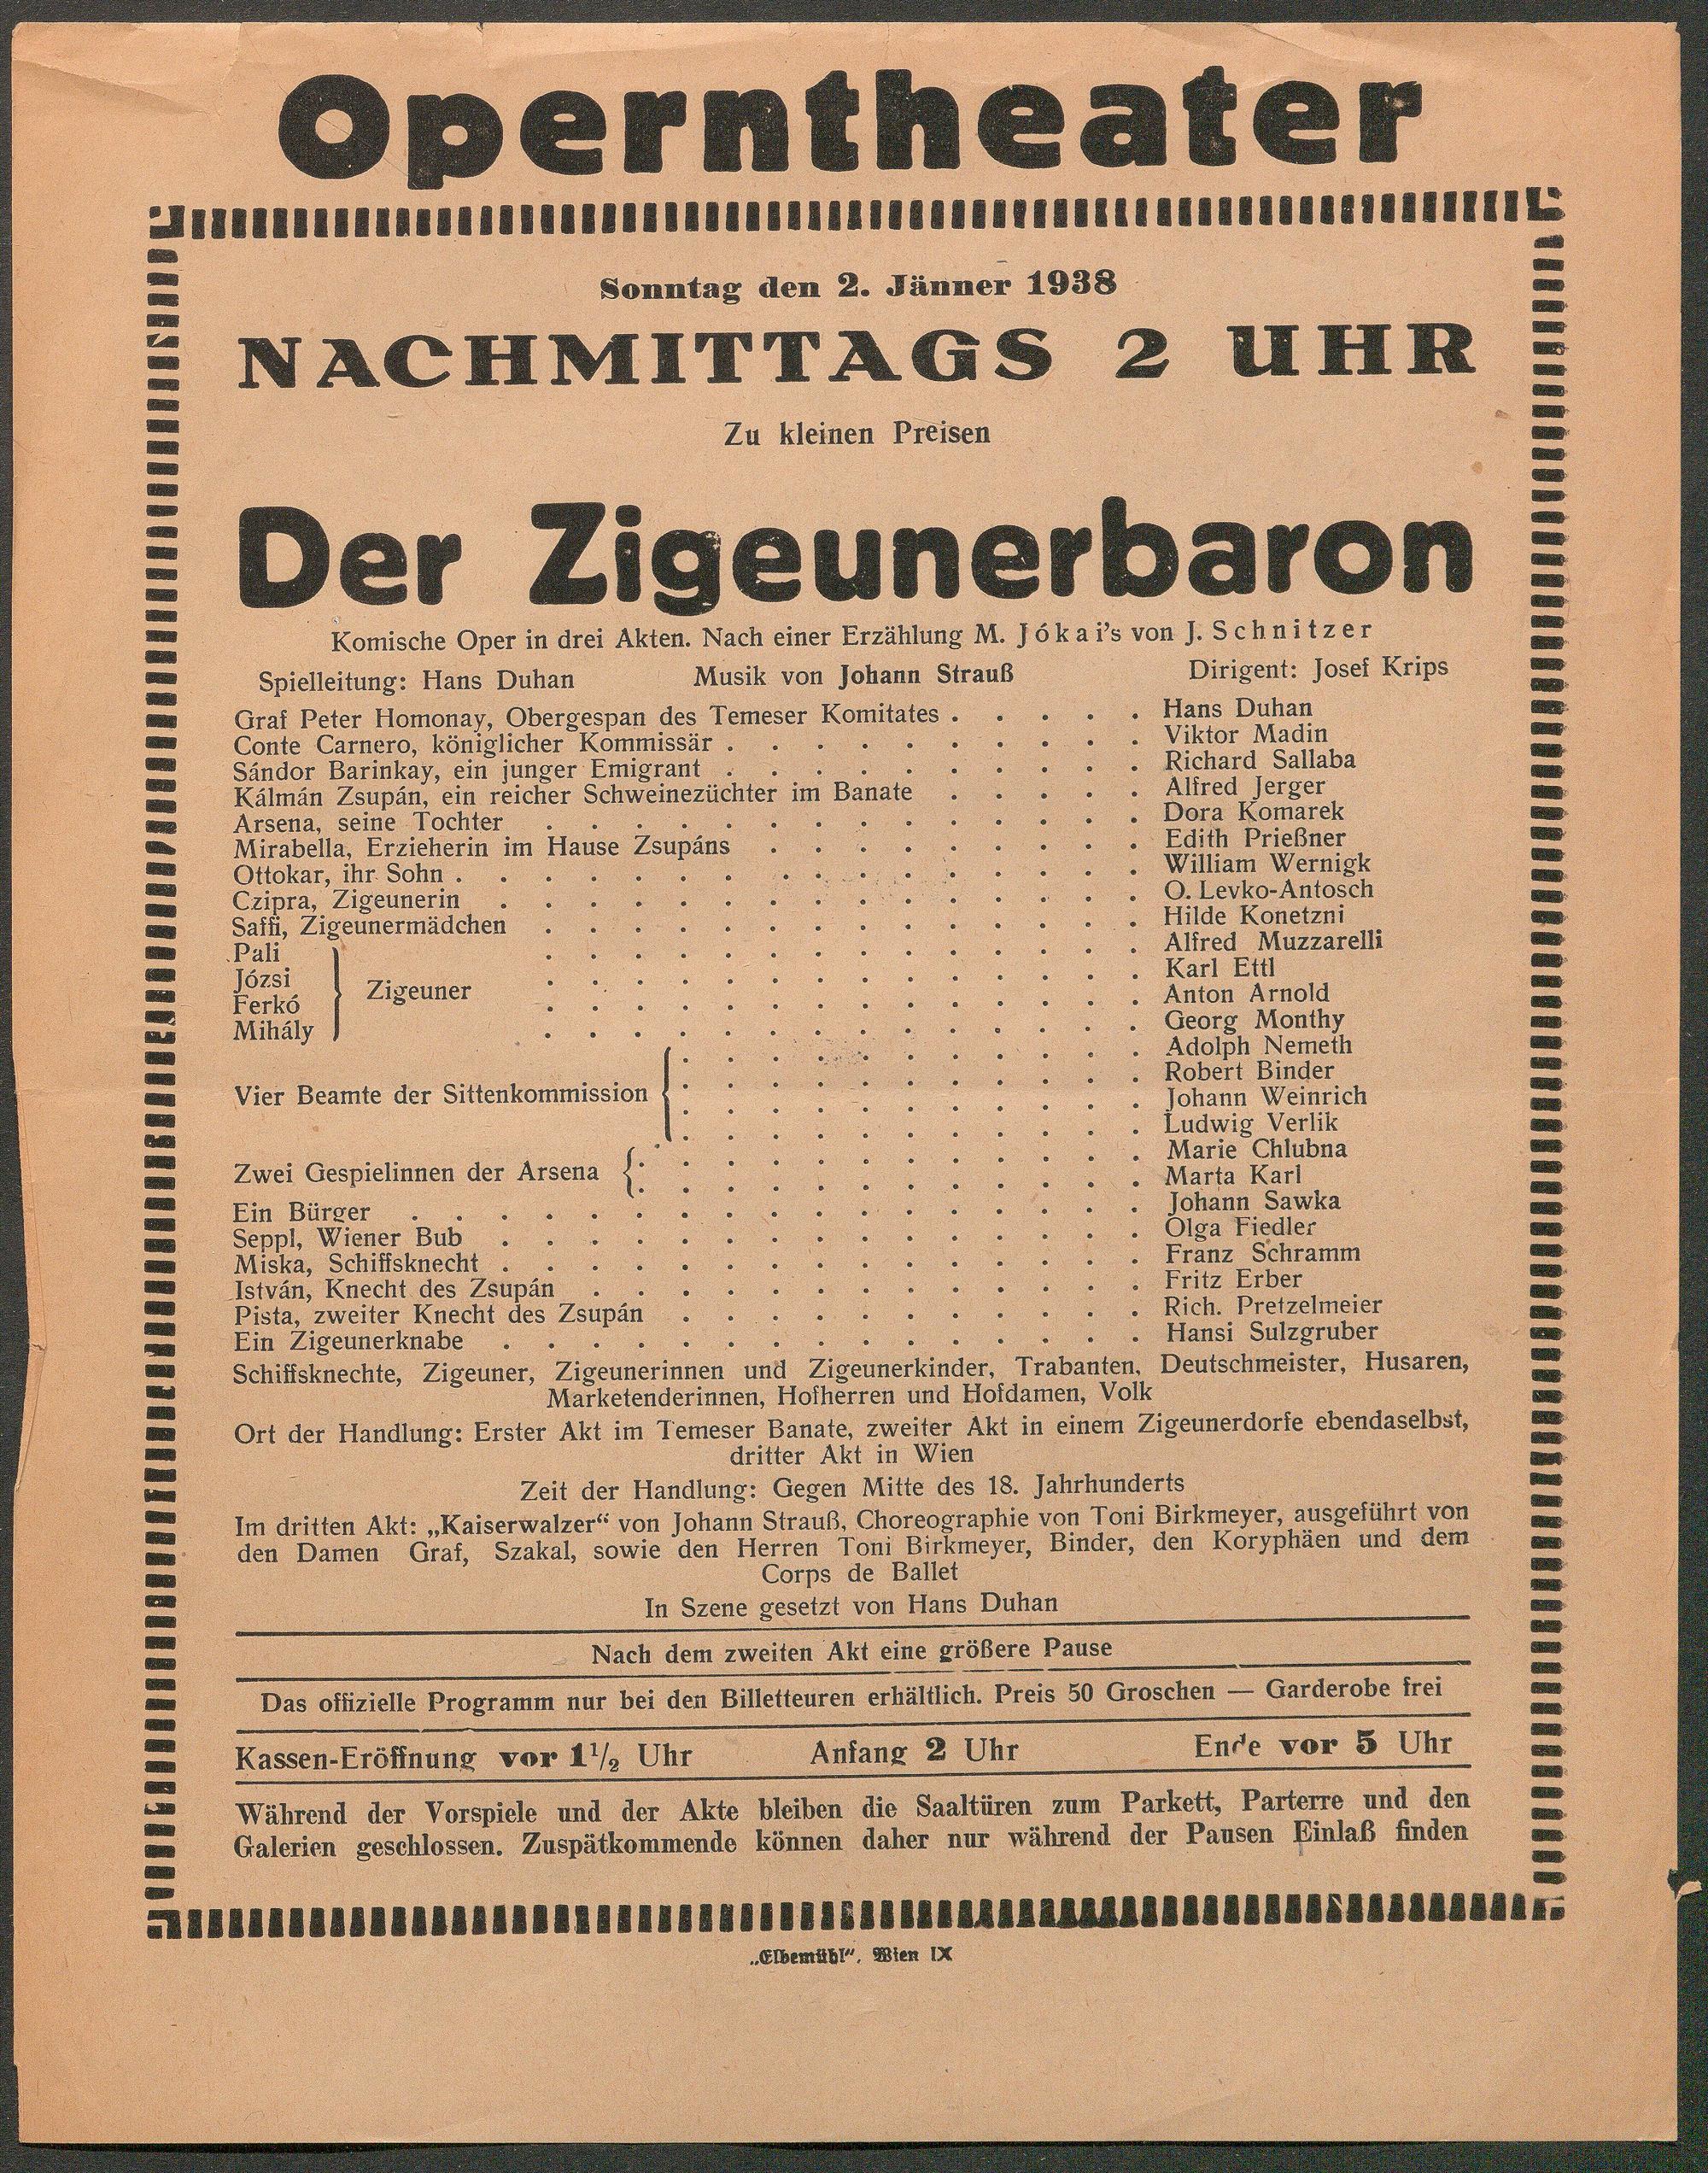 Operntheater
Sonntag den 2. Jänner 1938
NACHMITTAGS 2 UHR
Zu kleinen Preisen
Der Zigeunerbaron
Komische Oper in drei Akten. Nach einer Erzählung M. Jókai's von J. Schnitzer
Spielleitung: Hans Duhan Musik von Johann Strauß Dirigent: Josef Krips
Graf Peter Homonay, Obergespan des Temeser Komitates . . . . . Hans Duhan
Conte Carnero, königlicher Kommissär . . . . . . . . . . Viktor Madin
Sándor Barinkay, ein junger Emigrant . . . . . . . . . . Richard Sallaba
Kálmán Zsupán, ein reicher Schweinezüchter im Banate . . . . . Alfred Jerger
Arsena, seine Tochter . . . . . . . . . . . . . . Dora Komarek
Mirabella, Erzieherin im Hause Zsupáns . . . . . . . . . Edith Prießner
Ottokar, ihr Sohn . . . . . . . . . . . . . . . . William Wernigk
Czipra, Zigeunerin . . . . . . . . . . . . . . . O. Levko-Antosch
Saffi, Zigeunermädchen . . . . . . . . . . . . . . Hilde Konetzni
Pali . . . . . . . . . . . . . . Alfred Muzzarelli
Józsi . . . . . . . . . . . . . . Karl Ettl
Zigeuner
Ferkó . . . . . . . . . . . . . . Anton Arnold
Mihály . . . . . . . . . . . . . . Georg Monthy
Adolph Nemeth
Robert Binder
Vier Beamte der Sittenkommission . . . . . . . . . . . Johann Weinrich
Ludwig Verlik
Marie Chlubna
Zwei Gespielinnen der Arsena . . . . . . . . . . . . Marta Karl
Ein Bürger . . . . . . . . . . . . . . . . . Johann Sawka
Seppl, Wiener Bub . . . . . . . . . . . . . . . Olga Fiedler
Miska, Schiffsknecht . . . . . . . . . . . . . . . Franz Schramm
István, Knecht des Zsupán . . . . . . . . . . . . . Fritz Erber
Pista, zweiter Knecht des Zsupán . . . . . . . . . . . Rich. Pretzelmeier
Ein Zigeunerknabe . . . . . . . . . . . . . . . Hansi Sulzgruber
Schiffsknechte, Zigeuner, Zigeunerinnen und Zigeunerkinder, Trabanten, Deutschmeister, Husaren,
Marketenderinnen, Hofherren und Hofdamen, Volk
Ort der Handlung: Erster Akt im Temeser Banate, zweiter Akt in einem Zigeunerdorfe ebendaselbst,
dritter Akt in Wien
Zeit der Handlung: Gegen Mitte des 18. Jahrhunderts
Im dritten Akt: „Kaiserwalzer“ von Johann Strauß, Choreographie von Toni Birkmeyer, ausgeführt von
den Damen Graf, Szakal, sowie den Herren Toni Birkmeyer, Binder, den Koryphäen und dem
Corps de Ballet
In Szene gesetzt von Hans Duhan
Nach dem zweiten Akt eine größere Pause
Das offizielle Programm nur bei den Billetteuren erhältlich. Preis 50 Groschen — Garderobe frei
Kassen-Eröffnung vor 1½ Uhr Anfang 2 Uhr Ende vor 5 Uhr
Während der Vorspiele und der Akte bleiben die Saaltüren zum Parkett, Parterre und den
Galerien geschlossen. Zuspätkommende können daher nur während der Pausen Einlaß finden
„Elbemühl“, Wien IX